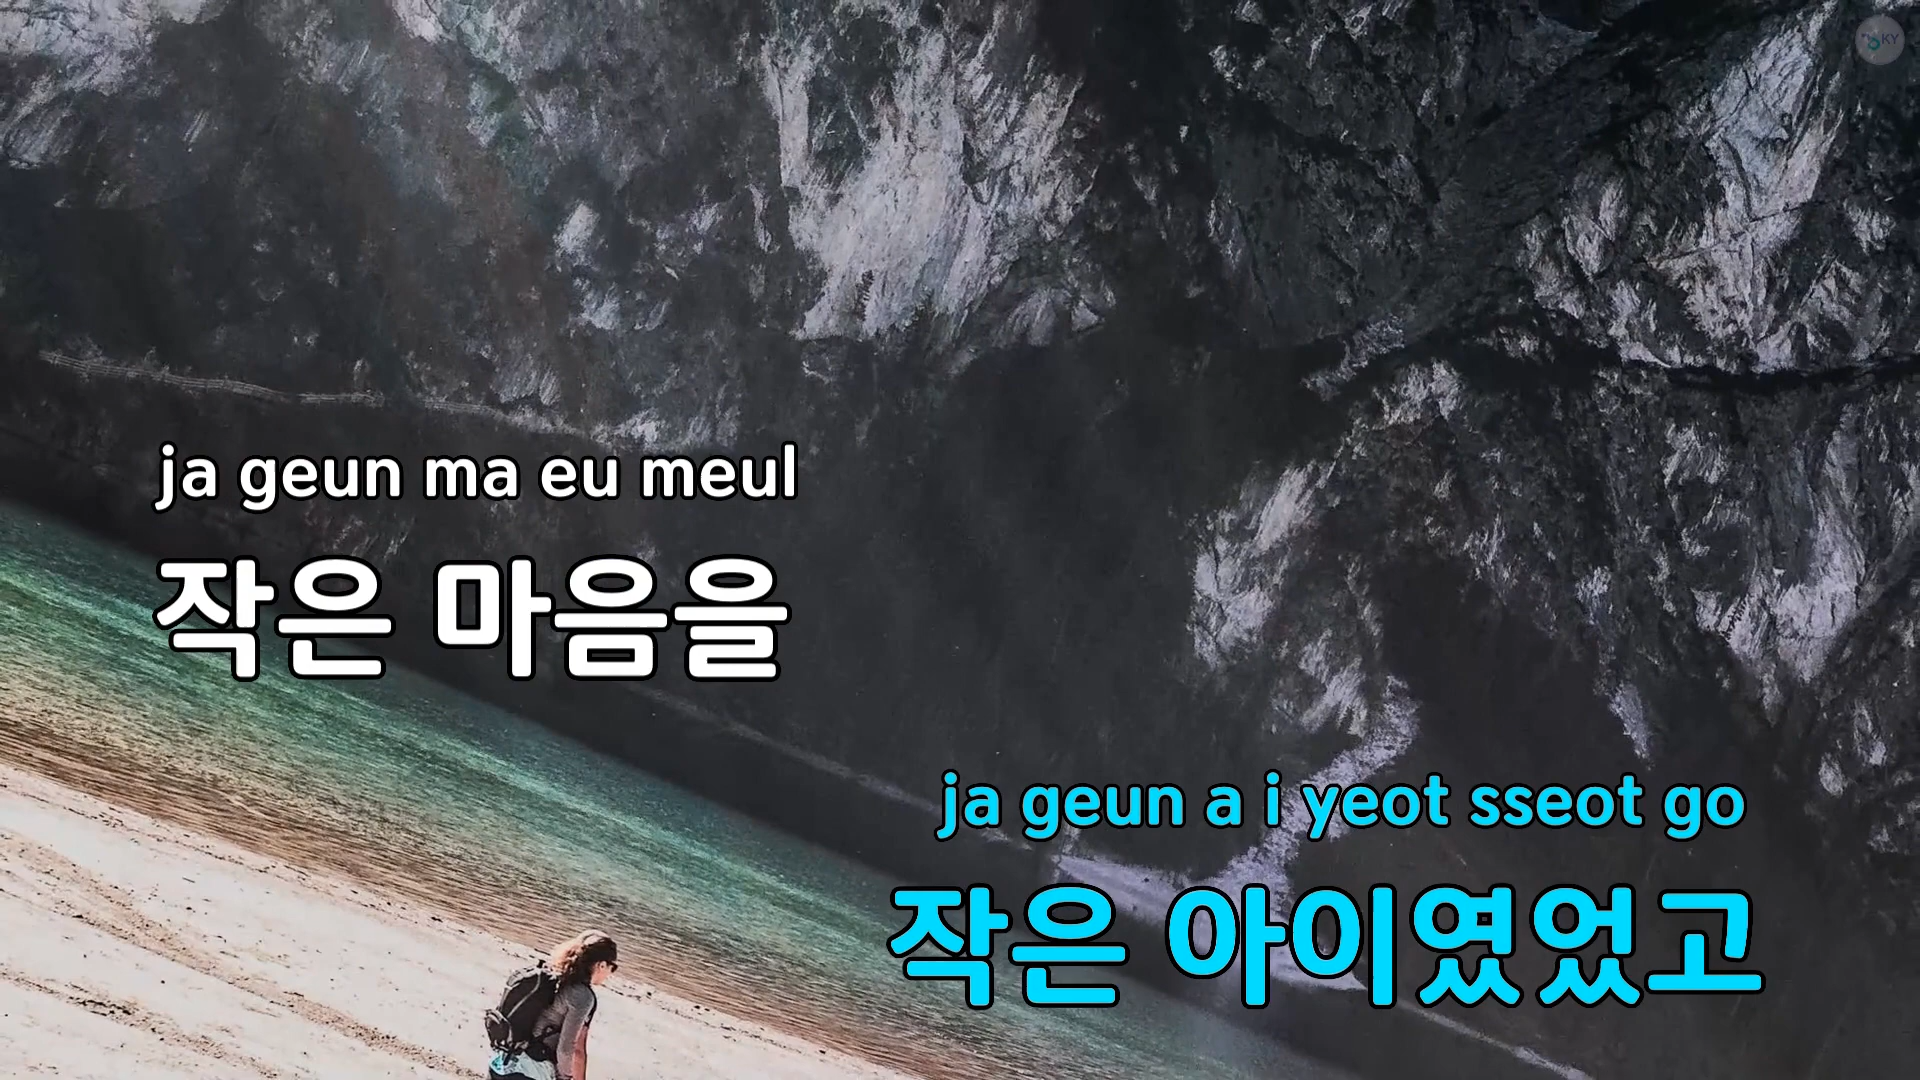 ja geun ma eu meul
작은 마음을
ja geun a i yeot sseot go
작은 아이였었고